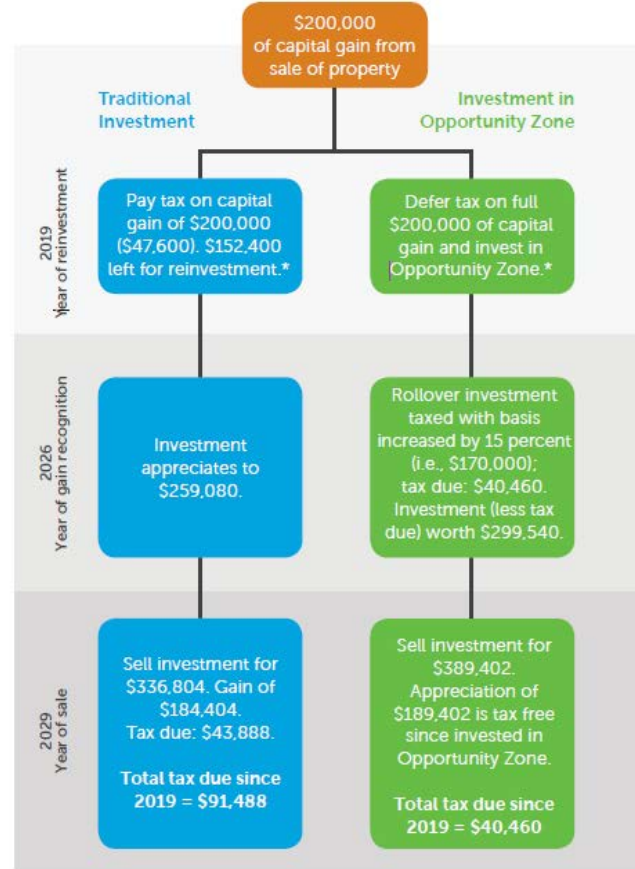 $200,000
of capital gain from
sale of property
Traditional
Investment
Investment in
Opportunity Zone
2019
Year of reinvestment
Pay tax on capital
gain of $200,000
($47,600). $152,400
left for reinvestment.*
Defer tax on full
$200,000 of capital
gain and invest in
Opportunity Zone.*
2026
Year of gain recognition
Investment
appreciates to
$259,080.
Rollover investment
taxed with basis
increased by 15 percent
(i.e., $170,000);
tax due: $40,460.
Investment (less tax
due) worth $299,540.
2029
Year of sale
Sell investment for
$336,804. Gain of
$184,404.
Tax due: $43,888.
Total tax due since
2019 = $91,488
Sell investment for
$389,402.
Appreciation of
$189,402 is tax free
since invested in
Opportunity Zone.
Total tax due since
2019 = $40,460